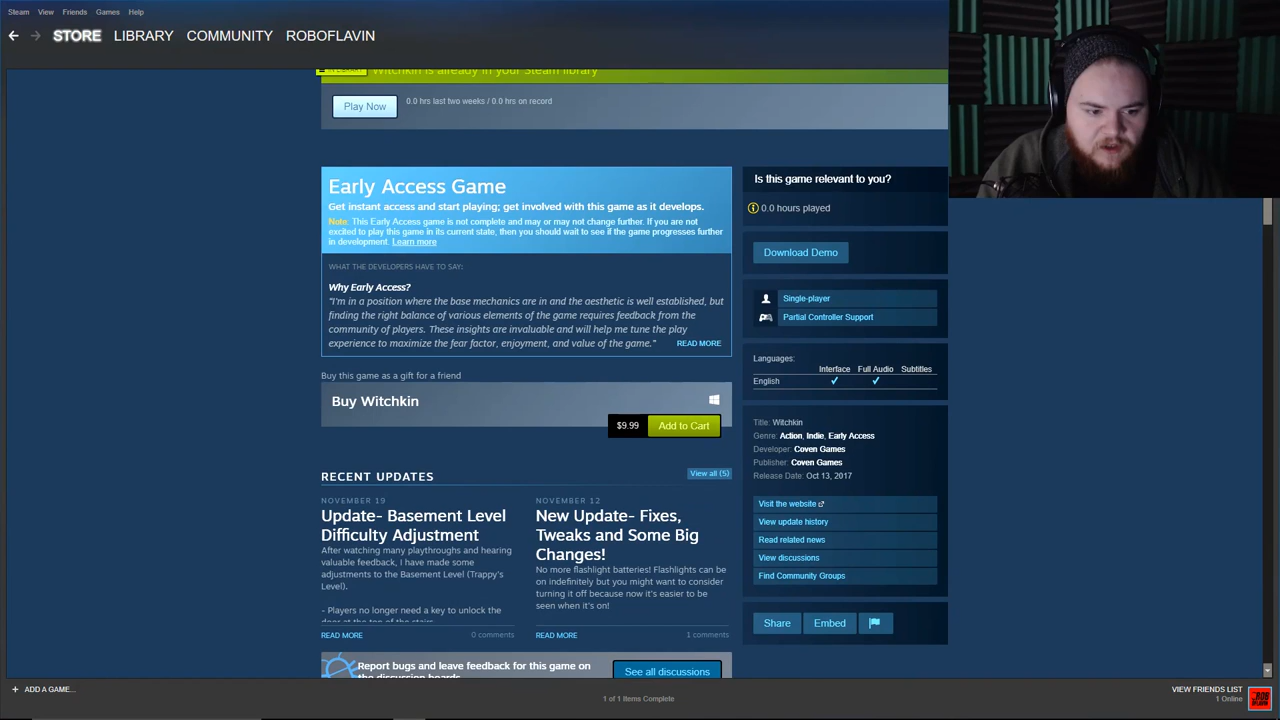 Steam View Friends Games Help
STORE LIBRARY COMMUNITY ROBOFLAVIN
Witchkin is already in your Steam library
Play Now
0.0 hrs last two weeks / 0.0 hrs on record
Early Access Game
Get instant access and start playing; get involved with this game as it develops.
Note: This Early Access game is not complete and may or may not change further. If you are not
excited to play this game in its current state, then you should wait to see if the game progresses further
in development. Learn more
WHAT THE DEVELOPERS HAVE TO SAY:
Why Early Access?
"I'm in a position where the base mechanics are in and the aesthetic is well established, but
finding the right balance of various elements of the game requires feedback from the
community of players. These insights are invaluable and will help me tune the play
experience to maximize the fear factor, enjoyment, and value of the game."
READ MORE
Buy this game as a gift for a friend
Buy Witchkin
$9.99 Add to Cart
RECENT UPDATES
View all (5)
NOVEMBER 19
Update- Basement Level
Difficulty Adjustment
After watching many playthroughs and hearing
valuable feedback, I have made some
adjustments to the Basement Level (Trappy's
Level).
- Players no longer need a key to unlock the
door at the top of the stairs
READ MORE 0 comments
NOVEMBER 12
New Update- Fixes,
Tweaks and Some Big
Changes!
No more flashlight batteries! Flashlights can be
on indefinitely but you might want to consider
turning it off because now it's easier to be
seen when it's on!
READ MORE 1 comments
Report bugs and leave feedback for this game on
the discussion boards
See all discussions
Is this game relevant to you?
0.0 hours played
Download Demo
Single-player
Partial Controller Support
Languages:
Interface Full Audio Subtitles
English ✓ ✓
Title: Witchkin
Genre: Action, Indie, Early Access
Developer: Coven Games
Publisher: Coven Games
Release Date: Oct 13, 2017
Visit the website
View update history
Read related news
View discussions
Find Community Groups
Share Embed
+ ADD A GAME...
1 of 1 Items Complete
VIEW FRIENDS LIST
1 Online